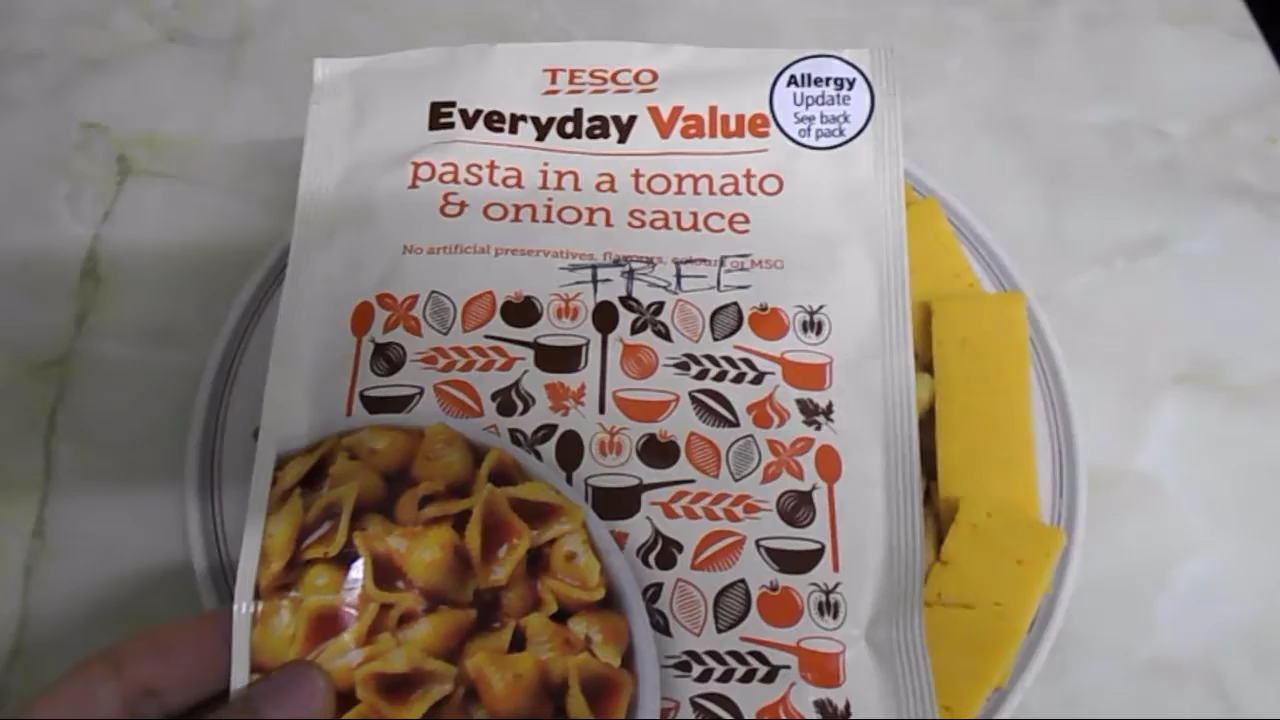 TESCO
Everyday Value
pasta in a tomato
& onion sauce
No artificial preservatives, flavours, colours or MSG
FREE
Allergy
Update
See back
of pack